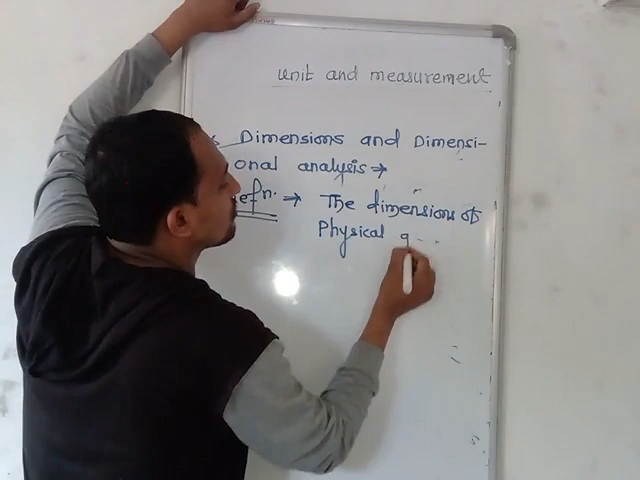 unit and measurement
Dimensions and Dimensi-
onal analysis →
efn. → The dimensions of
Physical q